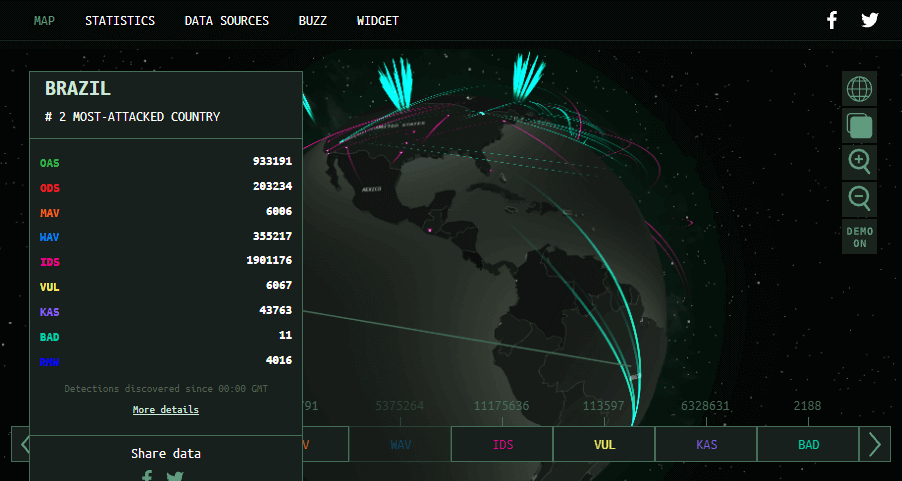 MAP STATISTICS DATA SOURCES BUZZ WIDGET
BRAZIL
# 2 MOST-ATTACKED COUNTRY
OAS 933191
ODS 203234
MAV 6006
WAV 355217
IDS 1901176
VUL 6067
KAS 43763
BAD 11
RMW 4016
Detections discovered since 00:00 GMT
More details
Share data
UNITED STATES
MEXICO
DEMO
ON
791 5375264 11175636 113597 6328631 2188
V WAV IDS VUL KAS BAD